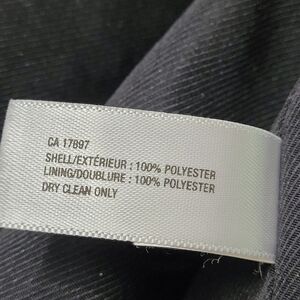 CA 17897
SHELL/EXTÉRIEUR : 100% POLYESTER
LINING/DOUBLURE : 100% POLYESTER
DRY CLEAN ONLY